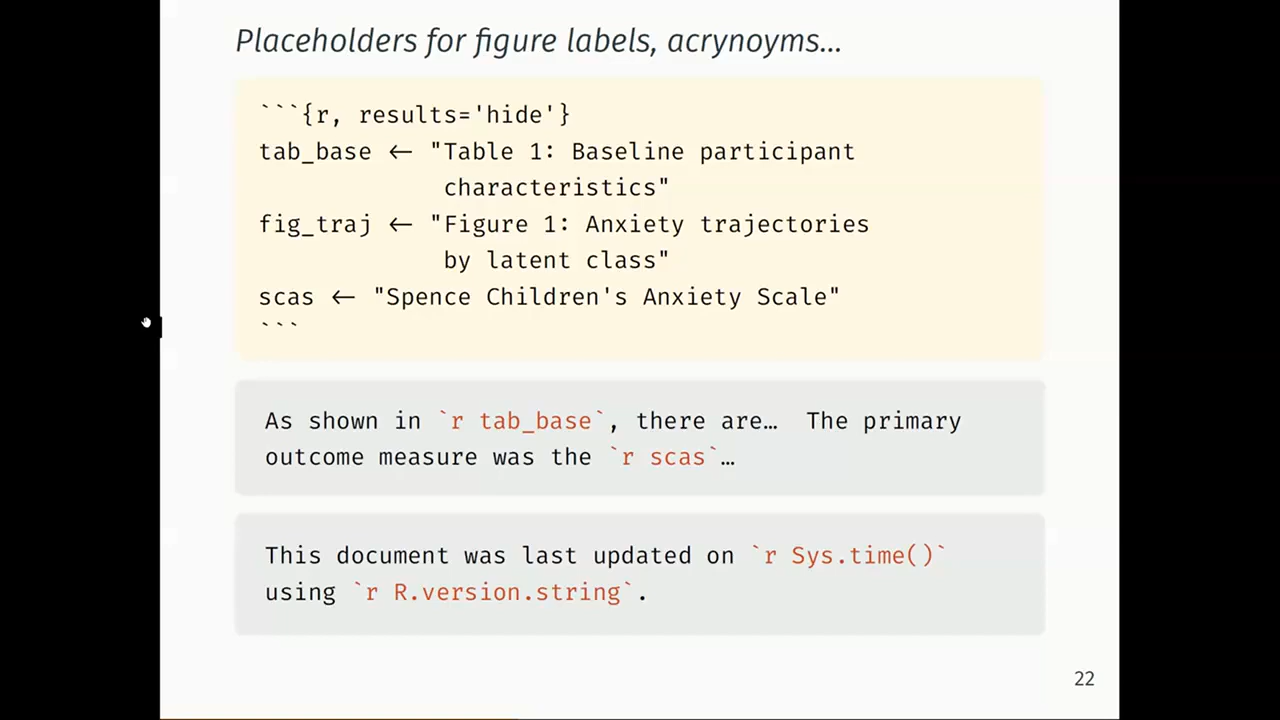 Placeholders for figure labels, acrynoyms…
```{r, results='hide'}
tab_base ← "Table 1: Baseline participant
characteristics"
fig_traj ← "Figure 1: Anxiety trajectories
by latent class"
scas ← "Spence Children's Anxiety Scale"
```
As shown in `r tab_base`, there are… The primary
outcome measure was the `r scas`…
This document was last updated on `r Sys.time()`
using `r R.version.string`.
22